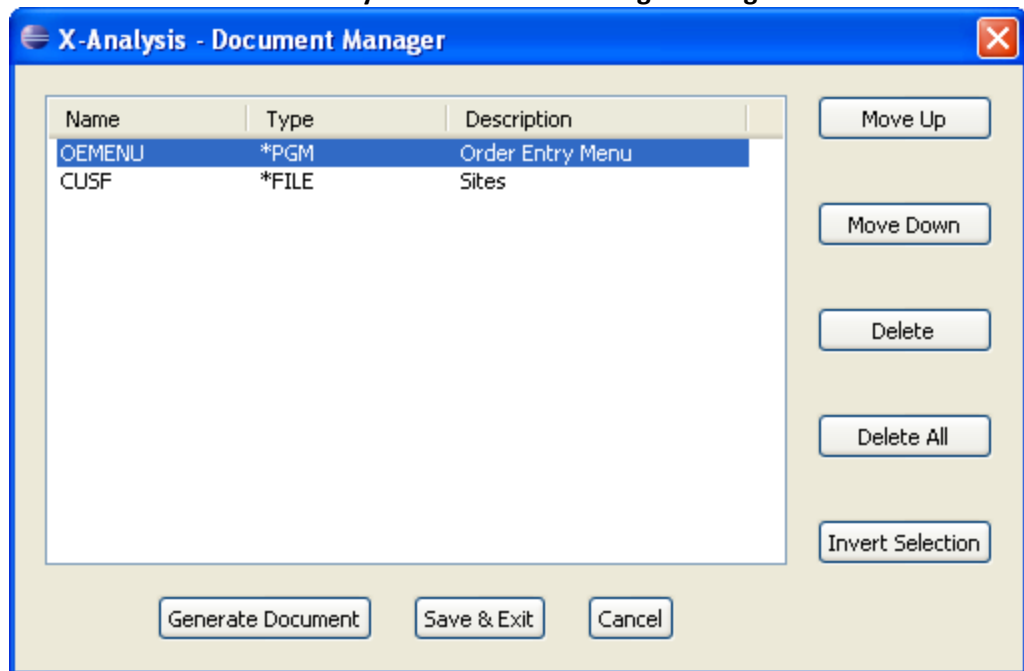 X-Analysis - Document Manager
Name Type Description
OEMENU *PGM Order Entry Menu
CUSF *FILE Sites
Move Up
Move Down
Delete
Delete All
Invert Selection
Generate Document Save & Exit Cancel